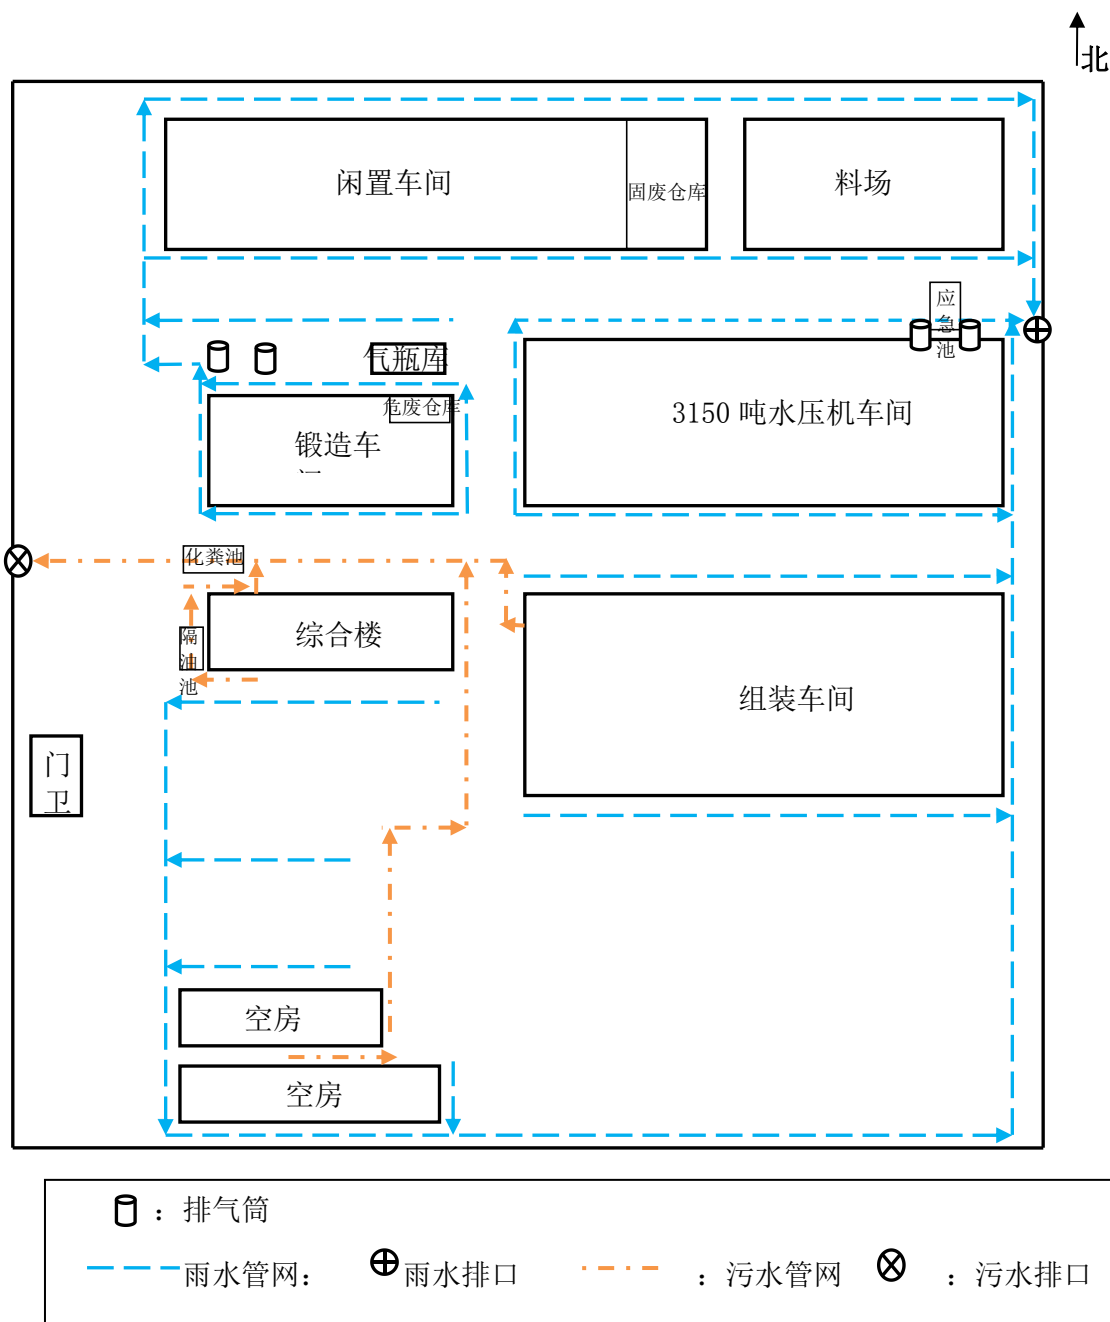 北
闲置车间
固废仓库
料场
应
急
池
气瓶库
危废仓库
锻造车
3150 吨水压机车间
化粪池
综合楼
隔
油
池
组装车间
门
卫
空房
空房
：排气筒
雨水管网：
雨水排口
：污水管网
：污水排口